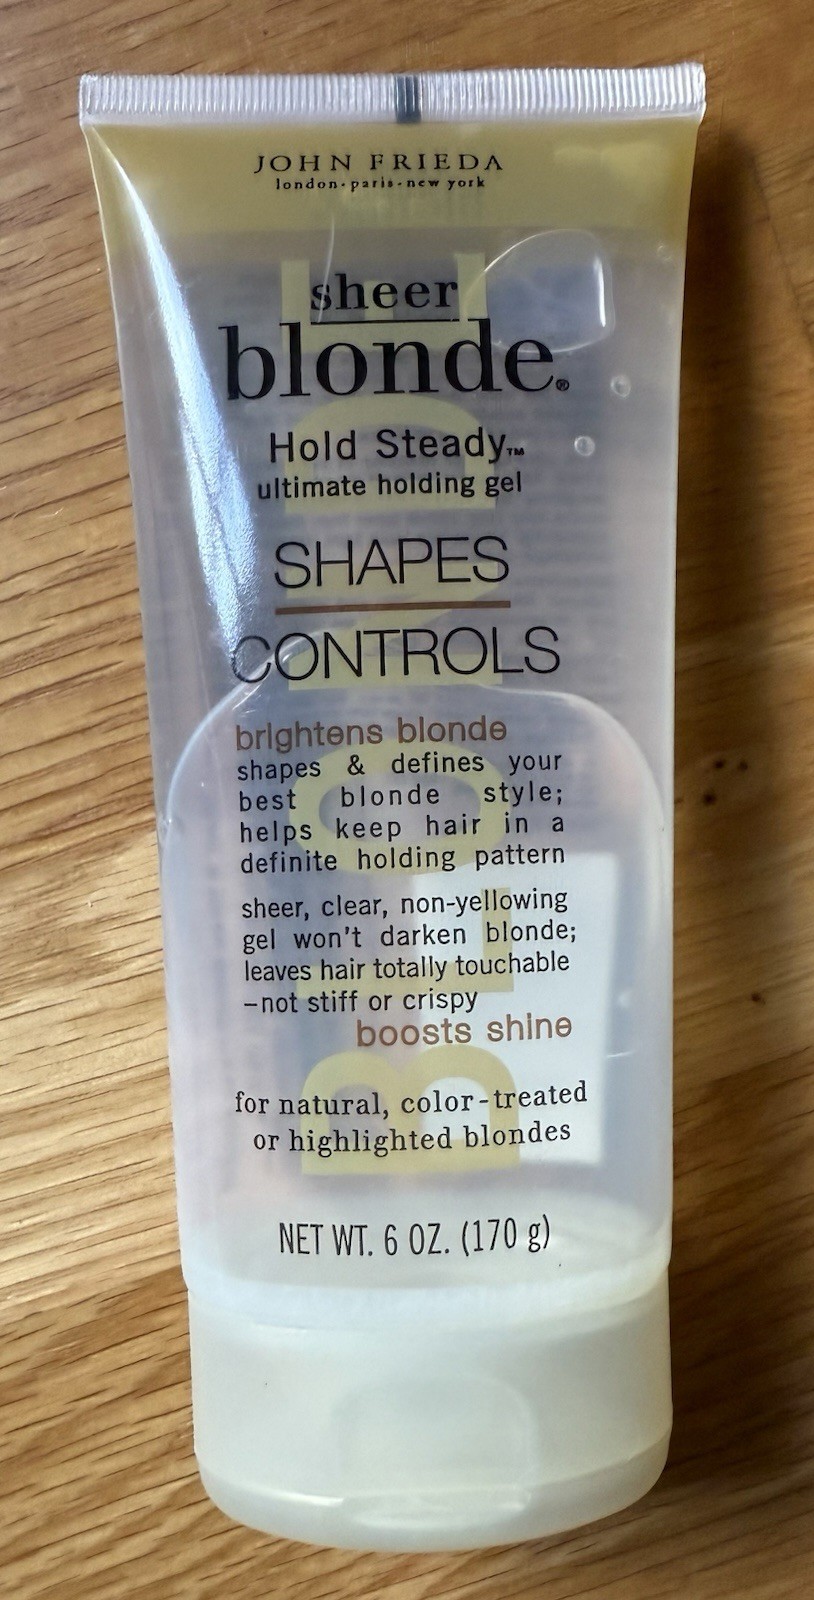 JOHN FRIEDA
london·paris·new york
sheer
blonde®
Hold Steady™
ultimate holding gel
SHAPES
CONTROLS
brightens blonde
shapes & defines your
best blonde style;
helps keep hair in a
definite holding pattern
sheer, clear, non-yellowing
gel won't darken blonde;
leaves hair totally touchable
–not stiff or crispy
boosts shine
for natural, color-treated
or highlighted blondes
NET WT. 6 OZ. (170 g)
BLONDE